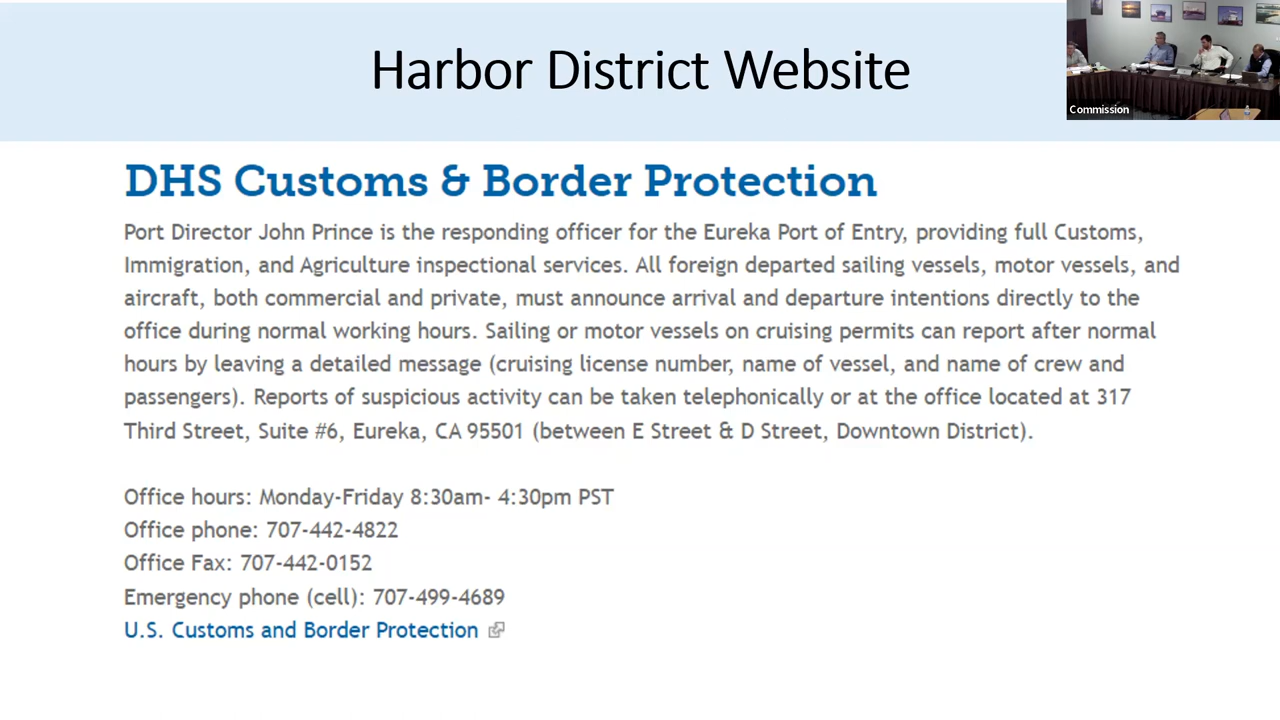 Harbor District Website
Commission
DHS Customs & Border Protection
Port Director John Prince is the responding officer for the Eureka Port of Entry, providing full Customs,
Immigration, and Agriculture inspectional services. All foreign departed sailing vessels, motor vessels, and
aircraft, both commercial and private, must announce arrival and departure intentions directly to the
office during normal working hours. Sailing or motor vessels on cruising permits can report after normal
hours by leaving a detailed message (cruising license number, name of vessel, and name of crew and
passengers). Reports of suspicious activity can be taken telephonically or at the office located at 317
Third Street, Suite #6, Eureka, CA 95501 (between E Street & D Street, Downtown District).
Office hours: Monday-Friday 8:30am- 4:30pm PST
Office phone: 707-442-4822
Office Fax: 707-442-0152
Emergency phone (cell): 707-499-4689
U.S. Customs and Border Protection